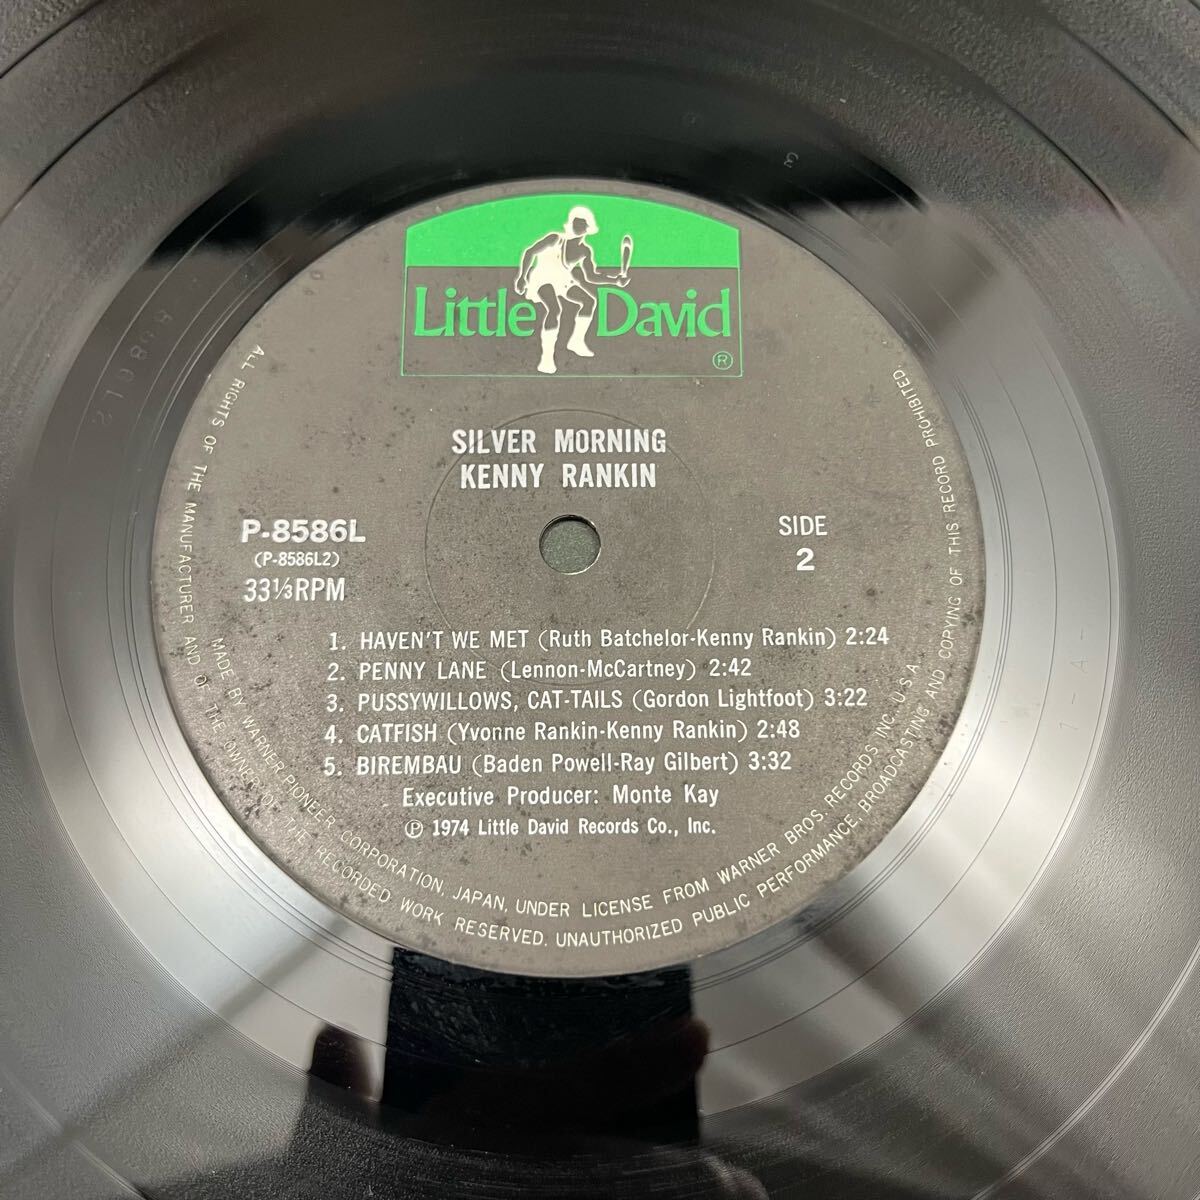 Little David
®
SILVER MORNING
KENNY RANKIN
P-8586L
(P-8586L2)
33⅓RPM
SIDE
2
1. HAVEN'T WE MET (Ruth Batchelor-Kenny Rankin) 2:24
2. PENNY LANE (Lennon-McCartney) 2:42
3. PUSSYWILLOWS, CAT-TAILS (Gordon Lightfoot) 3:22
4. CATFISH (Yvonne Rankin-Kenny Rankin) 2:48
5. BIREMBAU (Baden Powell-Ray Gilbert) 3:32
Executive Producer: Monte Kay
℗ 1974 Little David Records Co., Inc.
MADE BY WARNER-PIONEER CORPORATION, JAPAN, UNDER LICENSE FROM WARNER BROS. RECORDS INC. U.S.A.
ALL RIGHTS OF THE MANUFACTURER AND OF THE OWNER OF THE RECORDED WORK RESERVED. UNAUTHORIZED PUBLIC PERFORMANCE, BROADCASTING AND COPYING OF THIS RECORD PROHIBITED.
1-A-
3